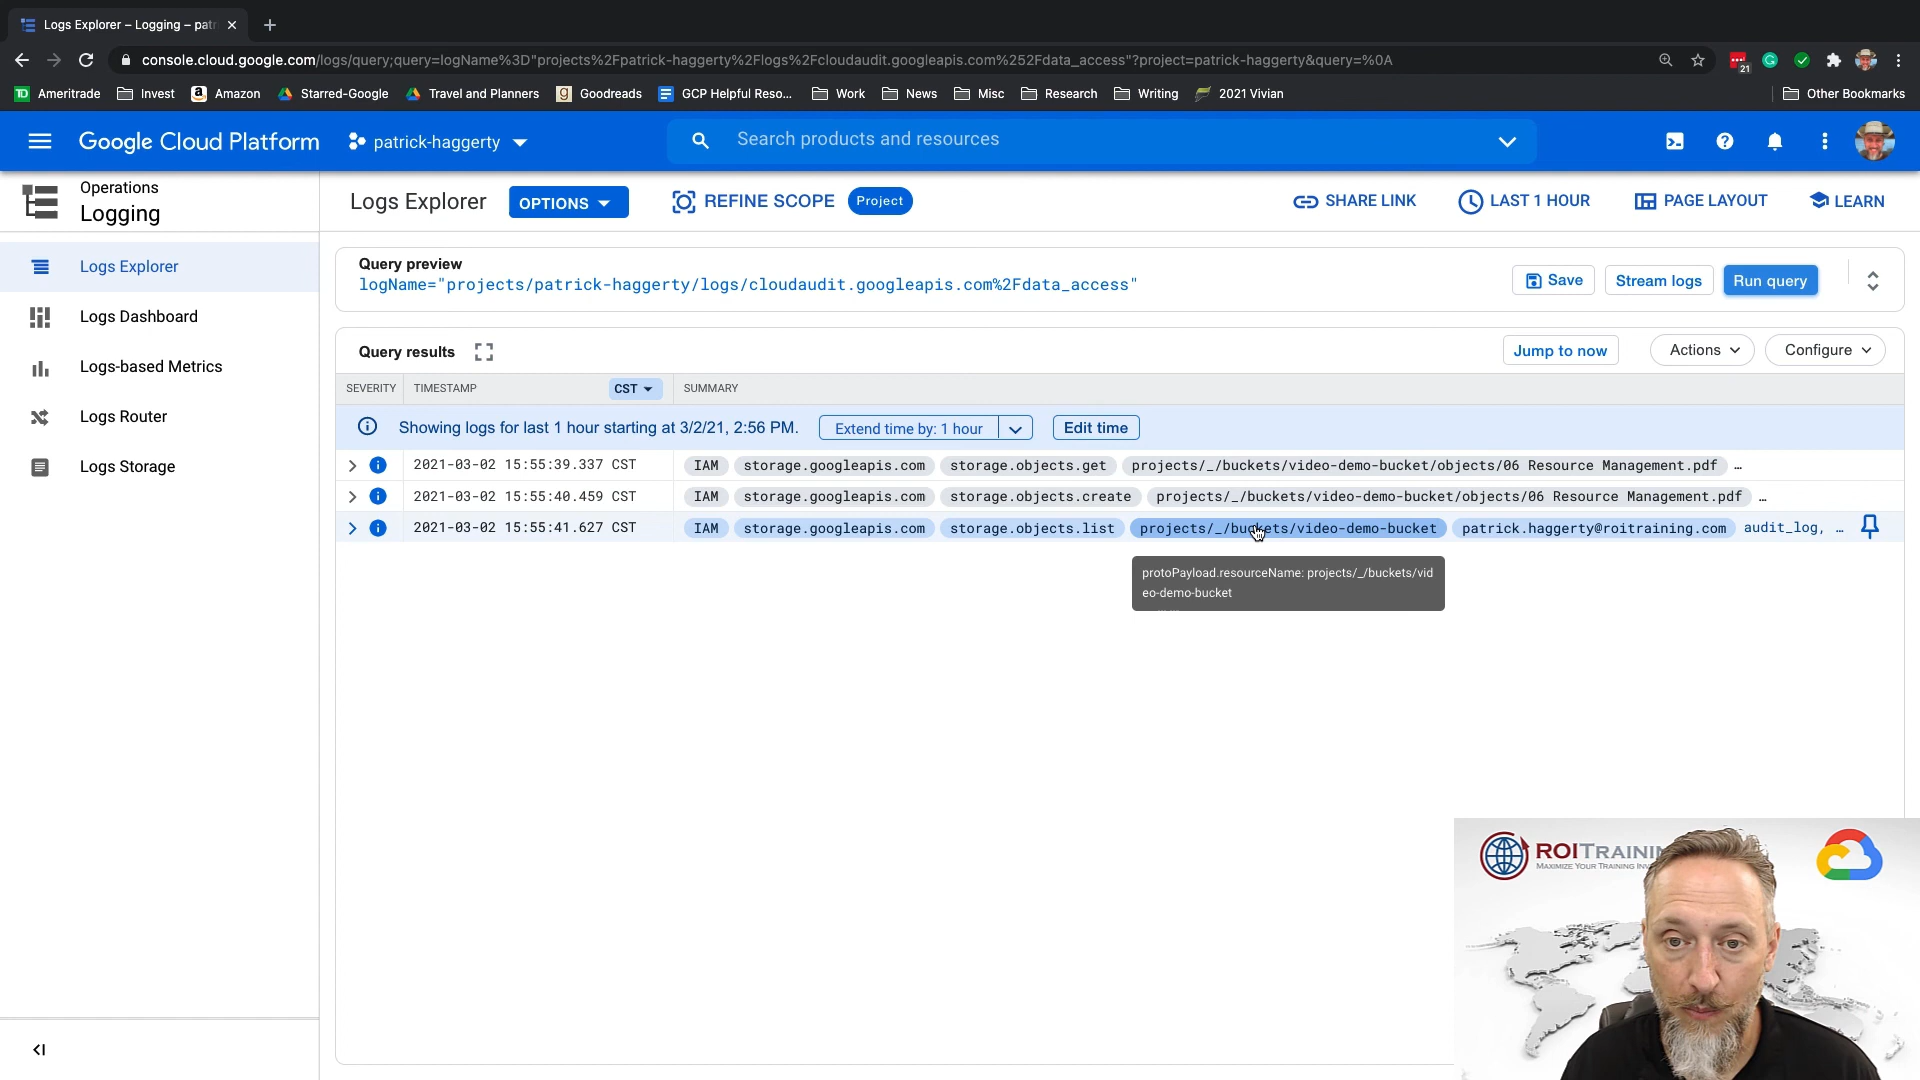 Logs Explorer – Logging – patr
console.cloud.google.com/logs/query;query=logName%3D"projects%2Fpatrick-haggerty%2Flogs%2Fcloudaudit.googleapis.com%252Fdata_access"?project=patrick-haggerty&query=%0A
21
Ameritrade Invest Amazon Starred-Google Travel and Planners Goodreads GCP Helpful Reso... Work News Misc Research Writing 2021 Vivian Other Bookmarks
Google Cloud Platform patrick-haggerty Search products and resources
Operations
Logging
Logs Explorer
Logs Dashboard
Logs-based Metrics
Logs Router
Logs Storage
Logs Explorer OPTIONS REFINE SCOPE Project SHARE LINK LAST 1 HOUR PAGE LAYOUT LEARN
Query preview
logName="projects/patrick-haggerty/logs/cloudaudit.googleapis.com%2Fdata_access"
Save Stream logs Run query
Query results Jump to now Actions Configure
SEVERITY TIMESTAMP CST SUMMARY
Showing logs for last 1 hour starting at 3/2/21, 2:56 PM. Extend time by: 1 hour Edit time
2021-03-02 15:55:39.337 CST IAM storage.googleapis.com storage.objects.get projects/_/buckets/video-demo-bucket/objects/06 Resource Management.pdf …
2021-03-02 15:55:40.459 CST IAM storage.googleapis.com storage.objects.create projects/_/buckets/video-demo-bucket/objects/06 Resource Management.pdf …
2021-03-02 15:55:41.627 CST IAM storage.googleapis.com storage.objects.list projects/_/buckets/video-demo-bucket patrick.haggerty@roitraining.com audit_log, …
protoPayload.resourceName: projects/_/buckets/vid
eo-demo-bucket
ROITRAININ
MAXIMIZE YOUR TRAINING INV